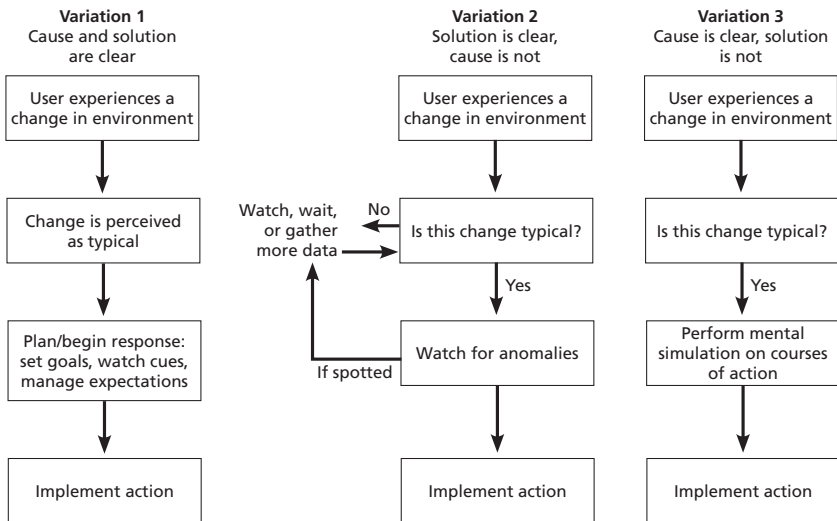 Variation 1
Cause and solution
are clear
User experiences a
change in environment
Change is perceived
as typical
Plan/begin response:
set goals, watch cues,
manage expectations
Implement action
Variation 2
Solution is clear,
cause is not
User experiences a
change in environment
Watch, wait,
or gather
more data
No
Is this change typical?
Yes
Watch for anomalies
If spotted
Implement action
Variation 3
Cause is clear, solution
is not
User experiences a
change in environment
Is this change typical?
Yes
Perform mental
simulation on courses
of action
Implement action